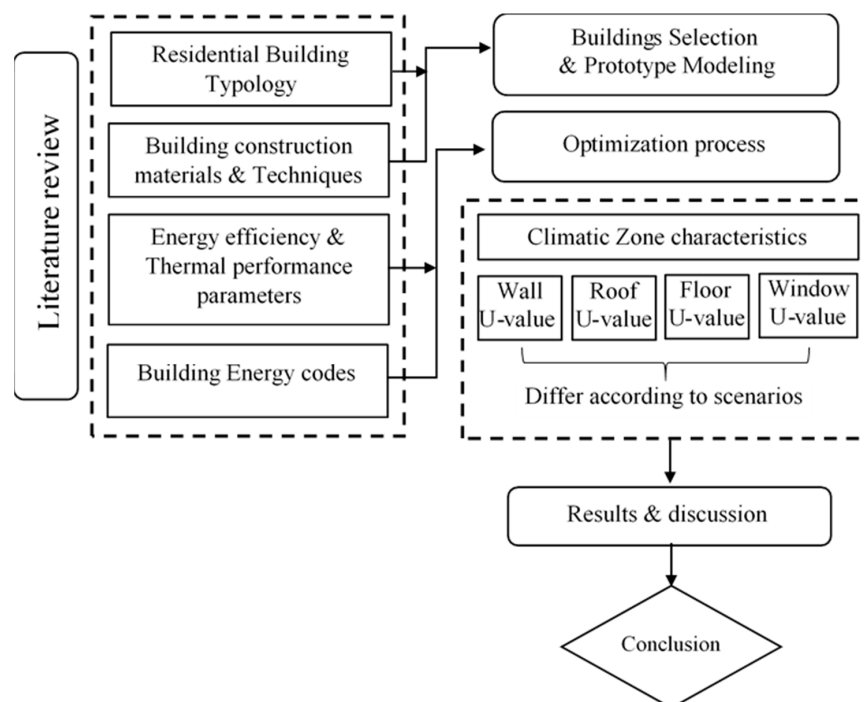 Literature review
Residential Building
Typology
Building construction
materials & Techniques
Energy efficiency &
Thermal performance
parameters
Building Energy codes
Buildings Selection
& Prototype Modeling
Optimization process
Climatic Zone characteristics
Wall
U-value
Roof
U-value
Floor
U-value
Window
U-value
Differ according to scenarios
Results & discussion
Conclusion